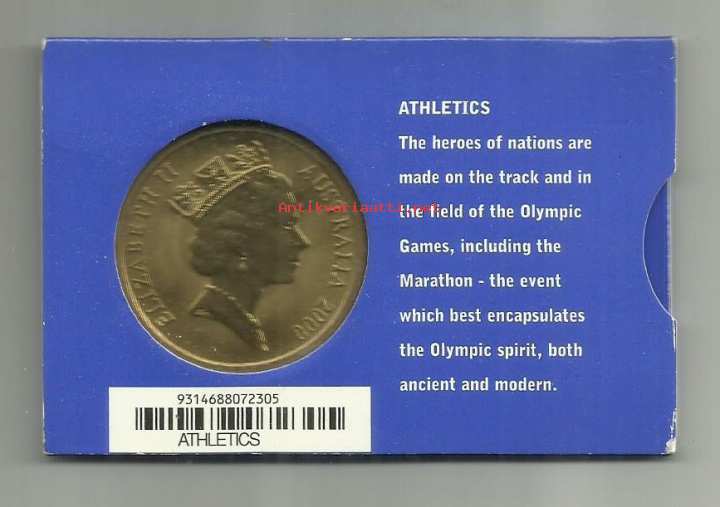 ELIZABETH II AUSTRALIA 2000
ATHLETICS
The heroes of nations are
made on the track and in
the field of the Olympic
Games, including the
Marathon - the event
which best encapsulates
the Olympic spirit, both
ancient and modern.
9314688072305
ATHLETICS
Antikvariaatti.net